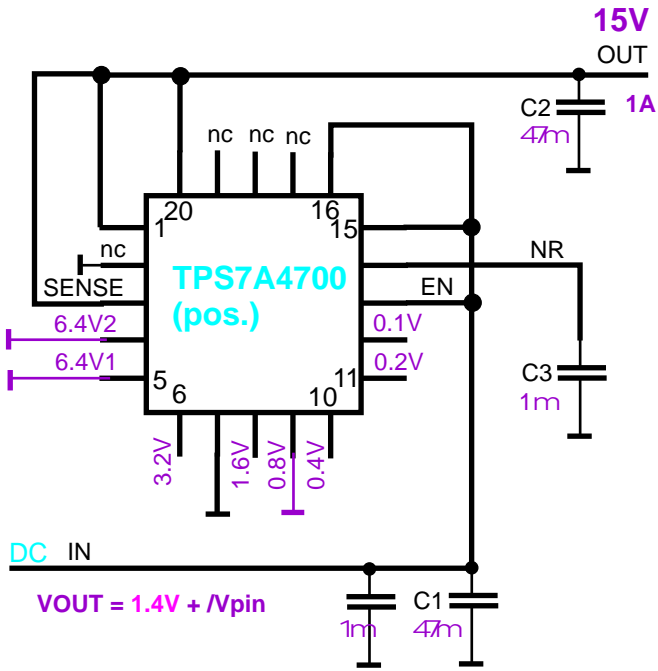 15V
OUT
1A
C2
47m
nc nc nc
20 16
1 15
nc
TPS7A4700
(pos.)
NR
SENSE EN
6.4V2 0.1V
6.4V1 0.2V
5 11
6 10
C3
1m
3.2V 1.6V 0.8V 0.4V
DC IN
VOUT = 1.4V + /Vpin
1m
C1
47m